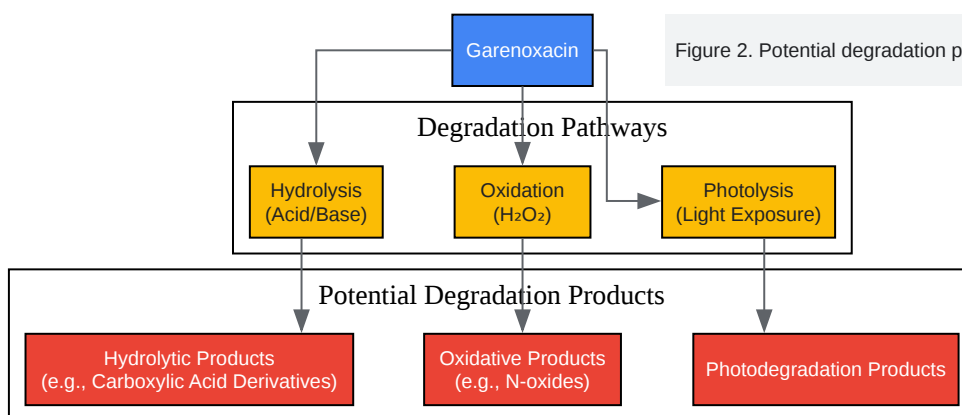 Garenoxacin
Figure 2. Potential degradation p
Degradation Pathways
Hydrolysis
(Acid/Base)
Oxidation
(H₂O₂)
Photolysis
(Light Exposure)
Potential Degradation Products
Hydrolytic Products
(e.g., Carboxylic Acid Derivatives)
Oxidative Products
(e.g., N-oxides)
Photodegradation Products